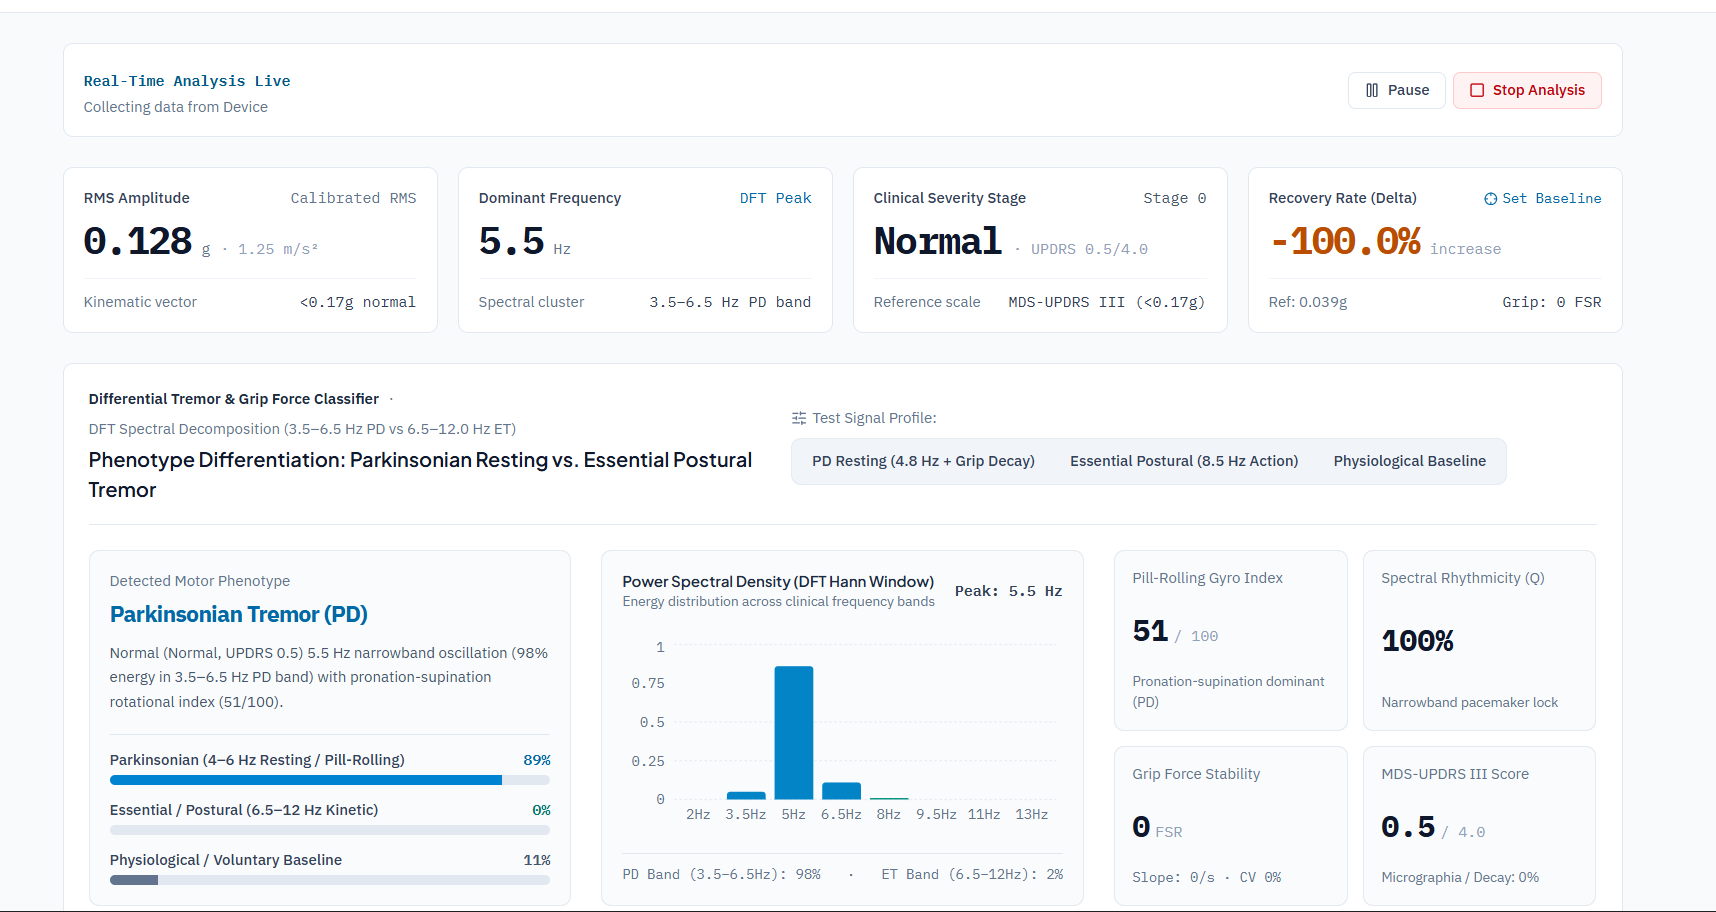 Real-Time Analysis Live
Collecting data from Device
Pause
Stop Analysis
RMS Amplitude
Calibrated RMS
0.128 g · 1.25 m/s²
Kinematic vector
<0.17g normal
Dominant Frequency
DFT Peak
5.5 Hz
Spectral cluster
3.5–6.5 Hz PD band
Clinical Severity Stage
Stage 0
Normal · UPDRS 0.5/4.0
Reference scale
MDS-UPDRS III (<0.17g)
Recovery Rate (Delta)
Set Baseline
-100.0% increase
Ref: 0.039g
Grip: 0 FSR
Differential Tremor & Grip Force Classifier ·
DFT Spectral Decomposition (3.5–6.5 Hz PD vs 6.5–12.0 Hz ET)
Phenotype Differentiation: Parkinsonian Resting vs. Essential Postural
Tremor
Test Signal Profile:
PD Resting (4.8 Hz + Grip Decay)
Essential Postural (8.5 Hz Action)
Physiological Baseline
Detected Motor Phenotype
Parkinsonian Tremor (PD)
Normal (Normal, UPDRS 0.5) 5.5 Hz narrowband oscillation (98%
energy in 3.5–6.5 Hz PD band) with pronation-supination
rotational index (51/100).
Parkinsonian (4–6 Hz Resting / Pill-Rolling)
89%
Essential / Postural (6.5–12 Hz Kinetic)
0%
Physiological / Voluntary Baseline
11%
Power Spectral Density (DFT Hann Window)
Energy distribution across clinical frequency bands
Peak: 5.5 Hz
1
0.75
0.5
0.25
0
2Hz 3.5Hz 5Hz 6.5Hz 8Hz 9.5Hz 11Hz 13Hz
PD Band (3.5–6.5Hz): 98% · ET Band (6.5–12Hz): 2%
Pill-Rolling Gyro Index
51 / 100
Pronation-supination dominant
(PD)
Spectral Rhythmicity (Q)
100%
Narrowband pacemaker lock
Grip Force Stability
0 FSR
Slope: 0/s · CV 0%
MDS-UPDRS III Score
0.5 / 4.0
Micrographia / Decay: 0%